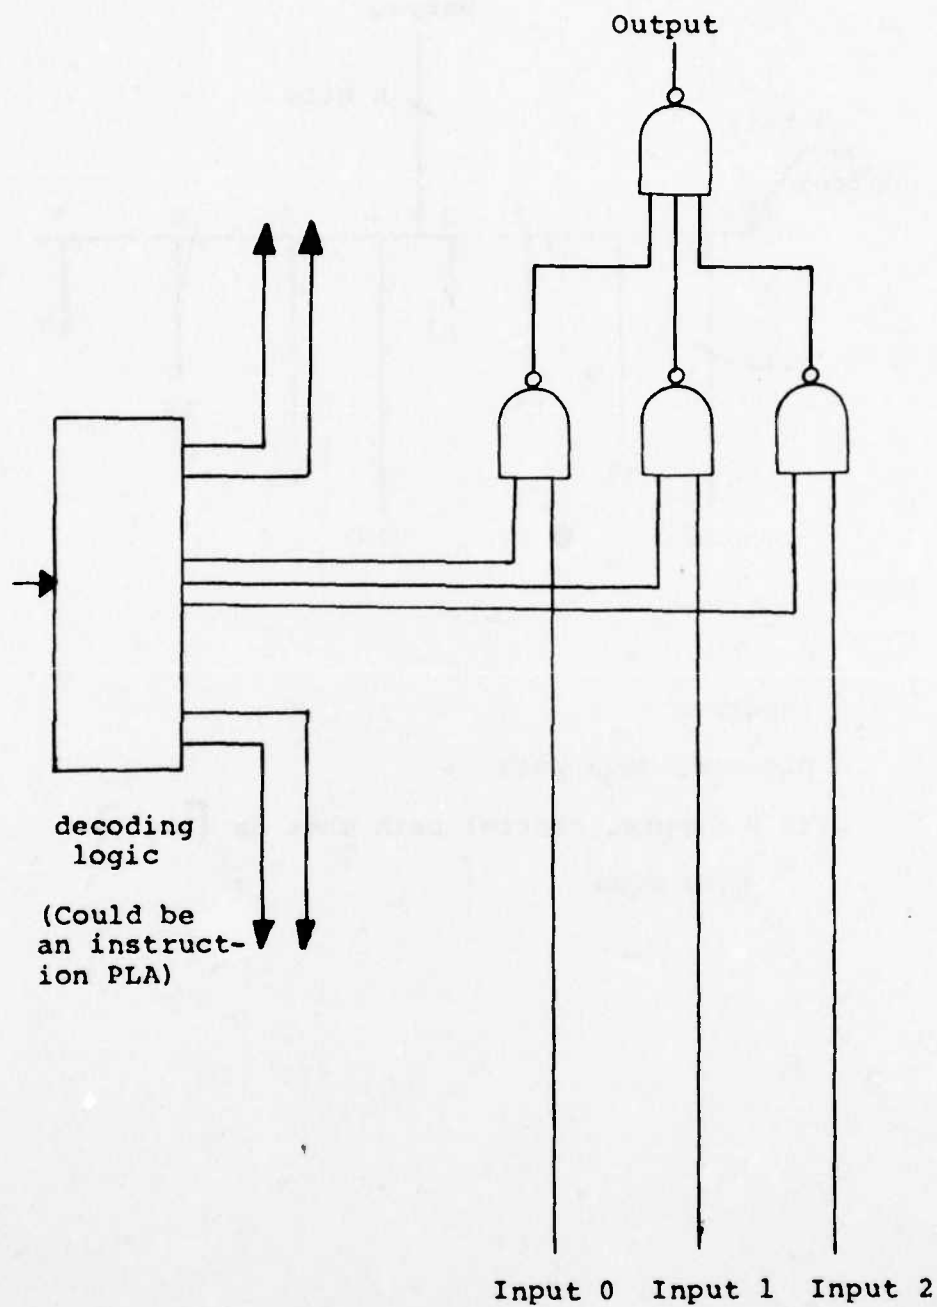 Output
decoding
logic
(Could be
an instruct-
ion PLA)
Input 0 Input 1 Input 2